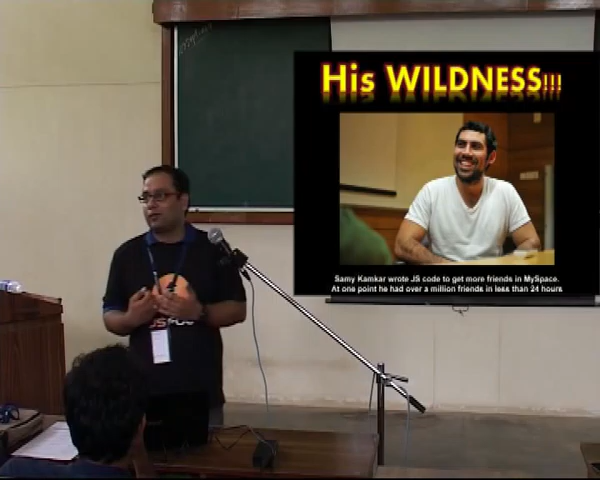 His WILDNESS!!!
Samy Kamkar wrote JS code to get more friends in MySpace.
At one point he had over a million friends in less than 24 hours